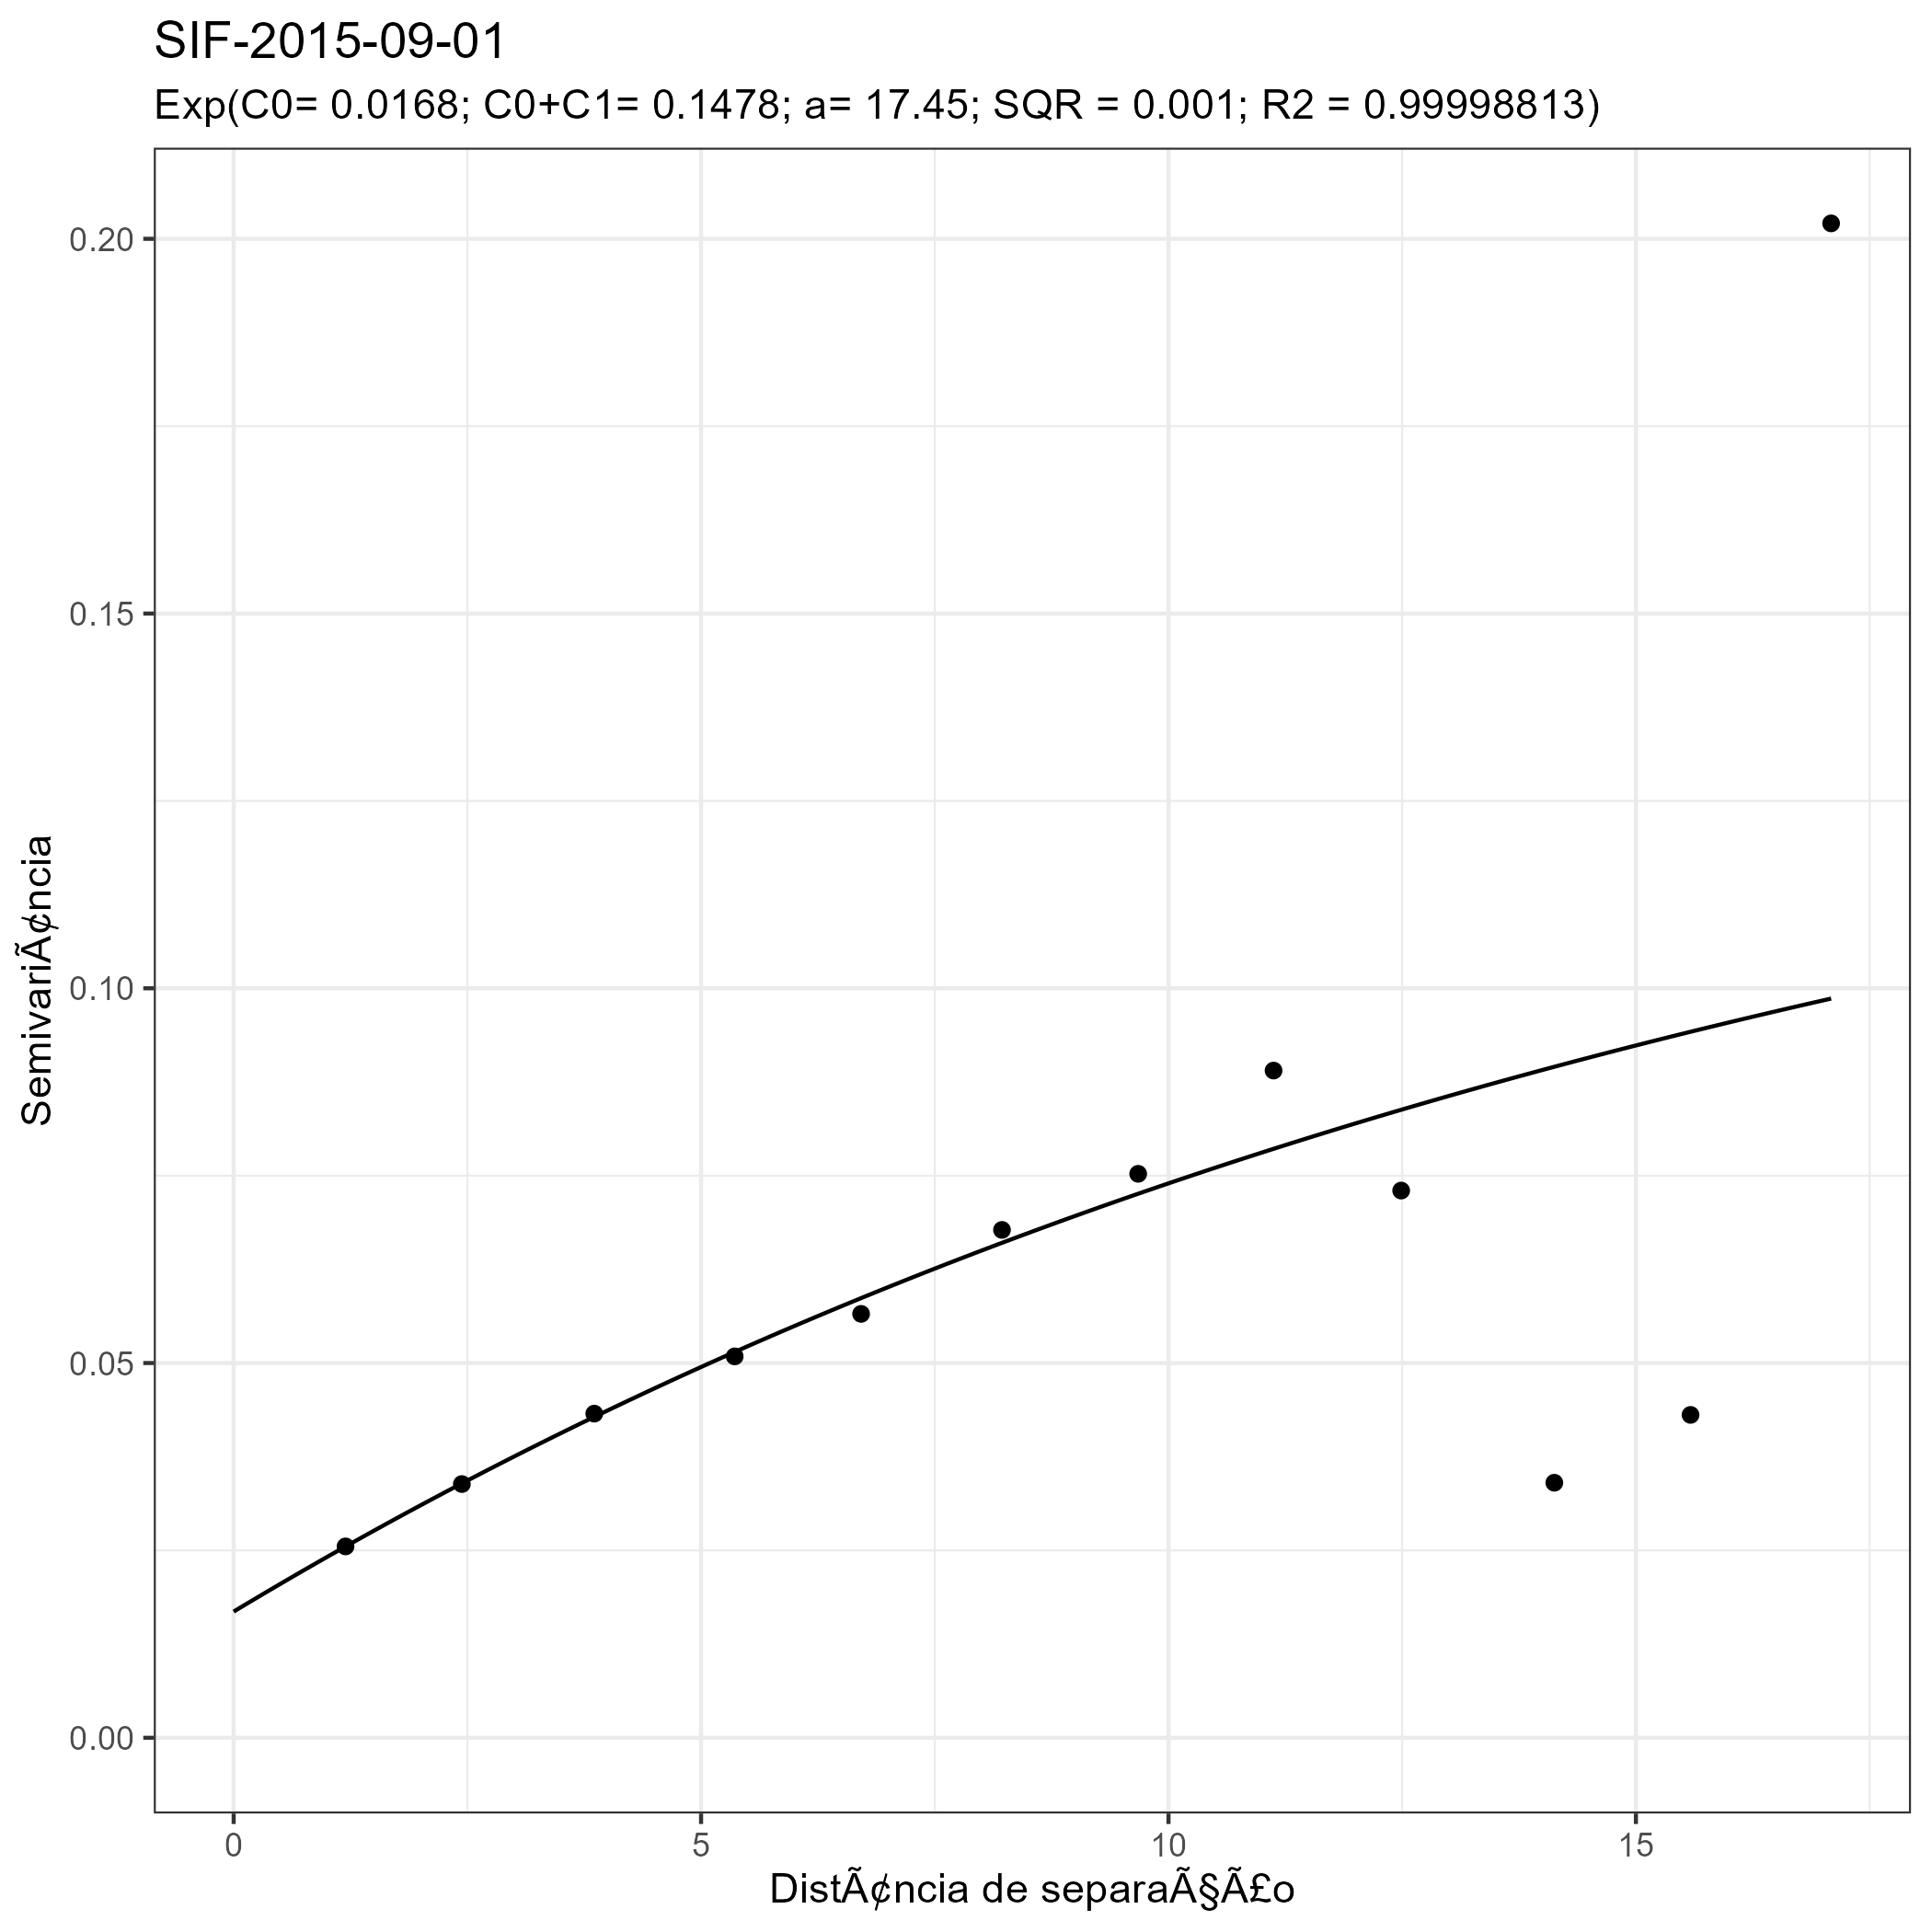 SIF-2015-09-01
Exp(C0= 0.0168; C0+C1= 0.1478; a= 17.45; SQR = 0.001; R2 = 0.99998813)
SemivariÃ¢ncia
0.20
0.15
0.10
0.05
0.00
0 5 10 15
DistÃ¢ncia de separaÃ§Ã£o